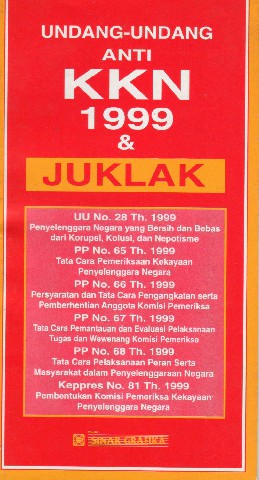 UNDANG-UNDANG
ANTI
KKN
1999
&
JUKLAK
UU No. 28 Th. 1999
Penyelenggara Negara yang Bersih dan Bebas
dari Korupsi, Kolusi, dan Nepotisme
PP No. 65 Th. 1999
Tata Cara Pemeriksaan Kekayaan
Penyelenggara Negara
PP No. 66 Th. 1999
Persyaratan dan Tata Cara Pengangkatan serta
Pemberhentian Anggota Komisi Pemeriksa
PP No. 67 Th. 1999
Tata Cara Pemantauan dan Evaluasi Pelaksanaan
Tugas dan Wewenang Komisi Pemeriksa
PP No. 68 Th. 1999
Tata Cara Pelaksanaan Peran Serta
Masyarakat dalam Penyelenggaraan Negara
Keppres No. 81 Th. 1999
Pembentukan Komisi Pemeriksa Kekayaan
Penyelenggara Negara
SINAR GRAFIKA